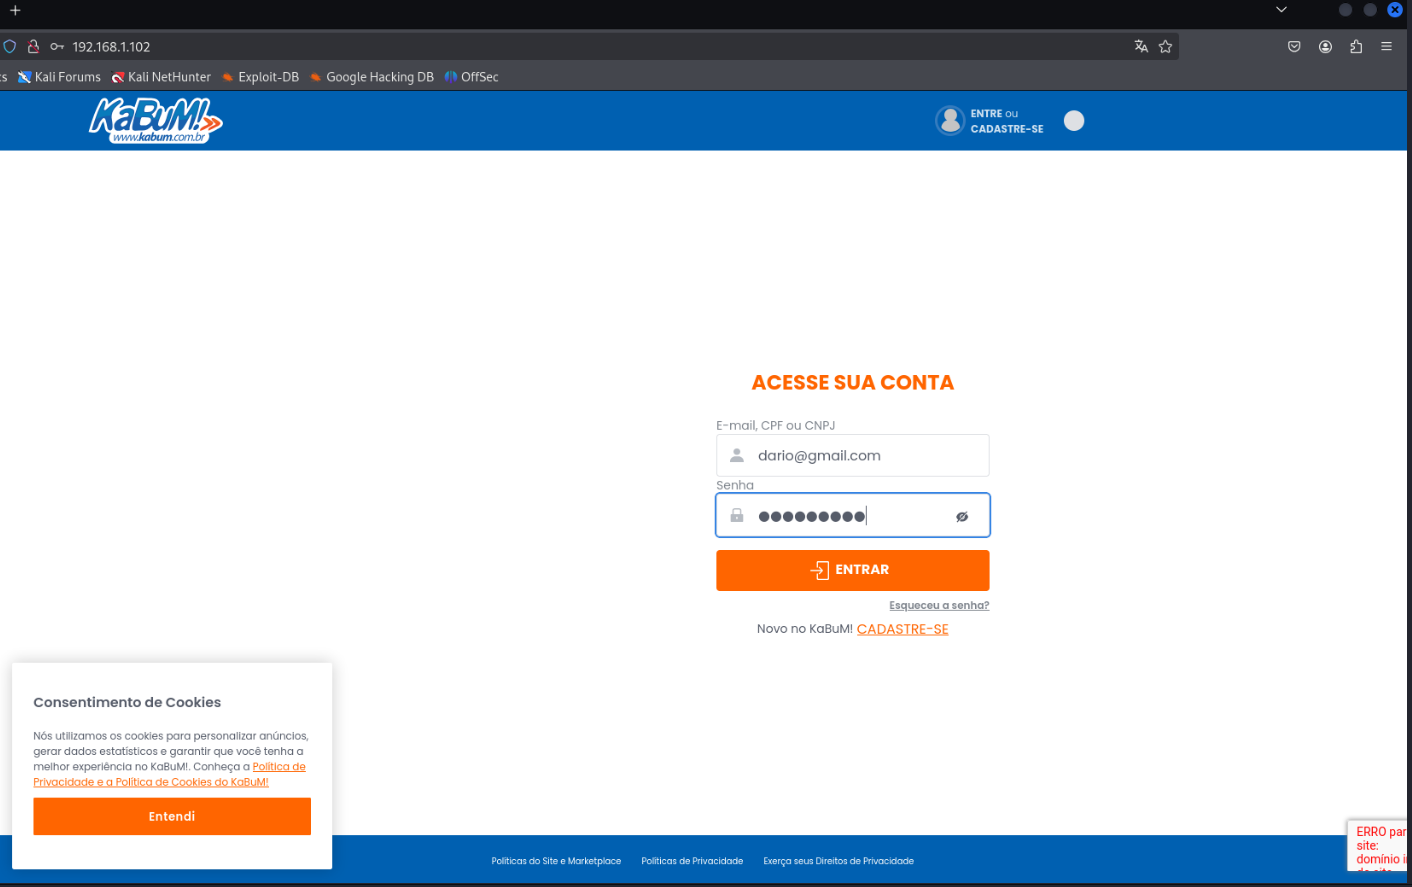 192.168.1.102
Kali Forums
Kali NetHunter
Exploit-DB
Google Hacking DB
OffSec
KaBuM!
www.kabum.com.br
ENTRE ou
CADASTRE-SE
ACESSE SUA CONTA
E-mail, CPF ou CNPJ
dario@gmail.com
Senha
ENTRAR
Esqueceu a senha?
Novo no KaBuM! CADASTRE-SE
Consentimento de Cookies
Nós utilizamos os cookies para personalizar anúncios,
gerar dados estatísticos e garantir que você tenha a
melhor experiência no KaBuM!. Conheça a Política de
Privacidade e a Política de Cookies do KaBuM!
Entendi
Políticas do Site e Marketplace
Políticas de Privacidade
Exerça seus Direitos de Privacidade
ERRO par
site:
domínio i